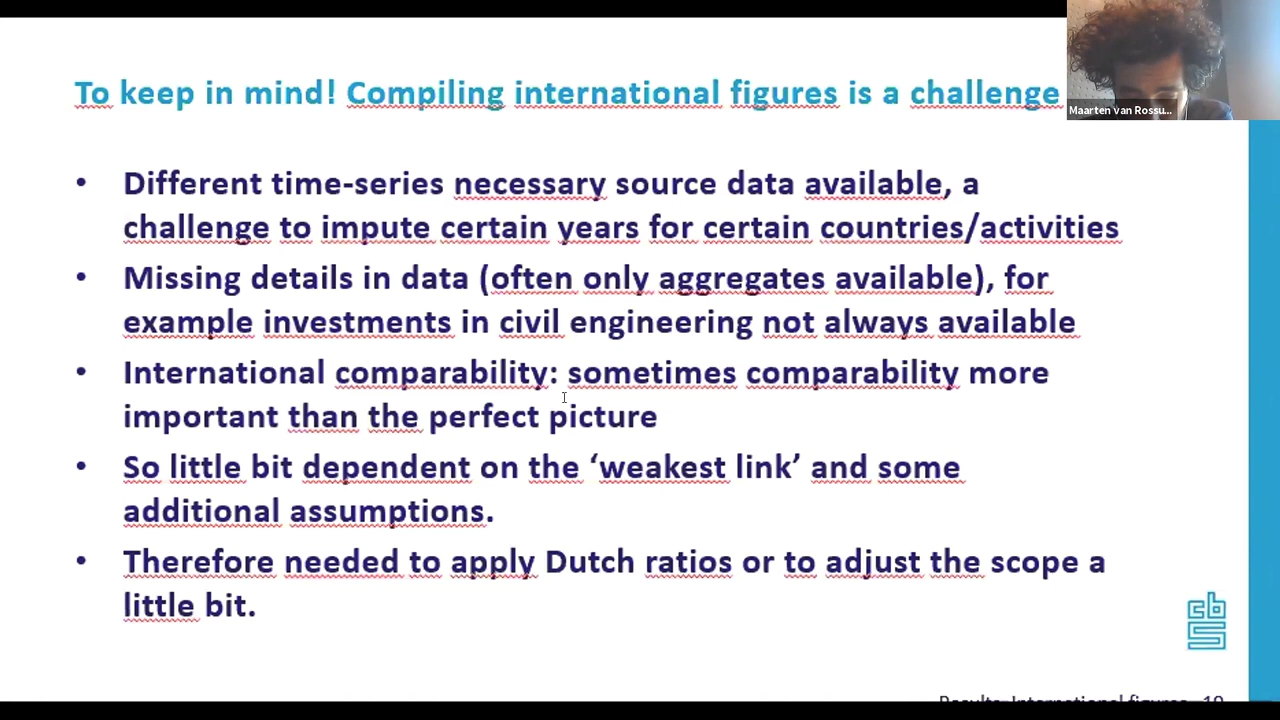 To keep in mind! Compiling international figures is a challenge
Maarten van Rossu...
• Different time-series necessary source data available, a
challenge to impute certain years for certain countries/activities
• Missing details in data (often only aggregates available), for
example investments in civil engineering not always available
• International comparability: sometimes comparability more
important than the perfect picture
• So little bit dependent on the ‘weakest link’ and some
additional assumptions.
• Therefore needed to apply Dutch ratios or to adjust the scope a
little bit.
cbs
Results: International figures 19